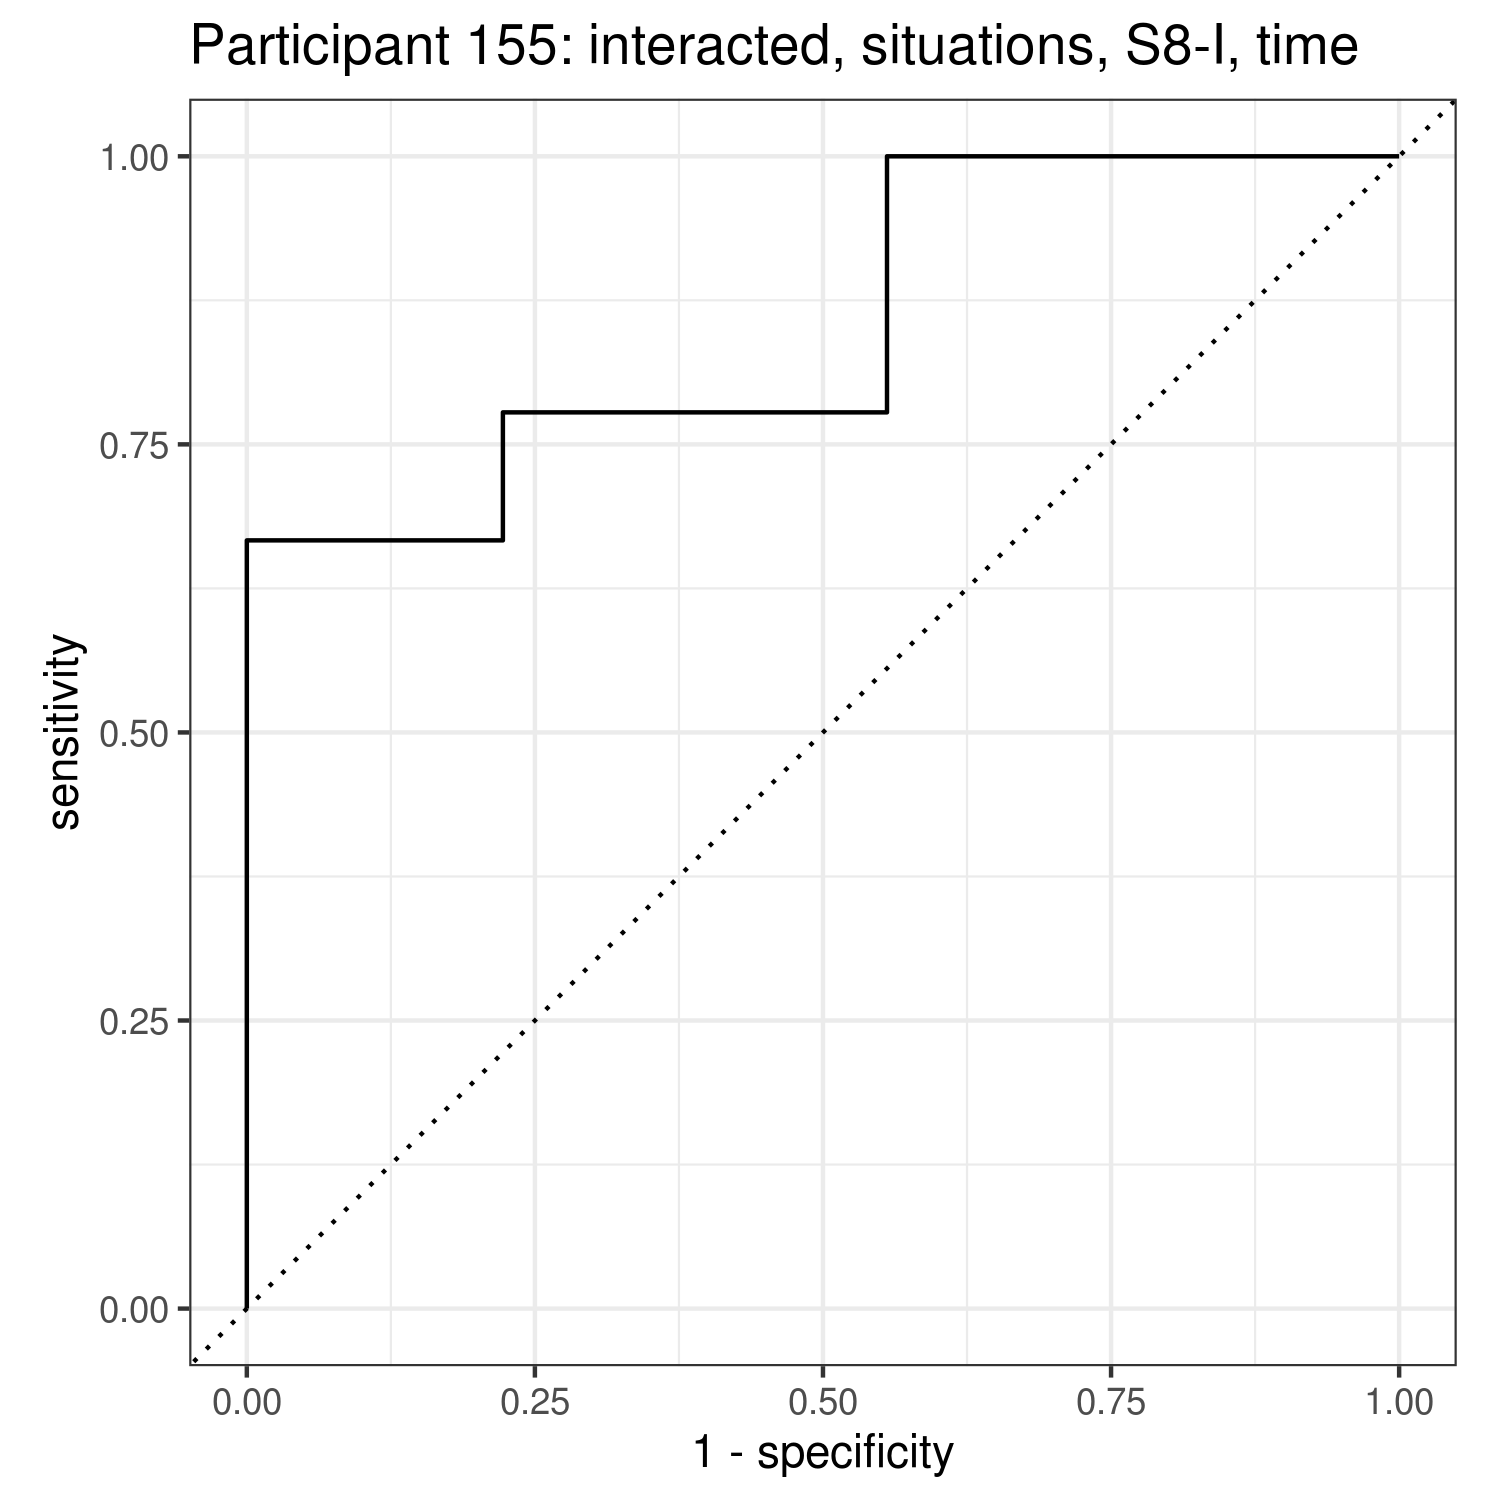 Participant 155: interacted, situations, S8-I, time
1.00
0.75
0.50
0.25
0.00
sensitivity
0.00 0.25 0.50 0.75 1.00
1 - specificity